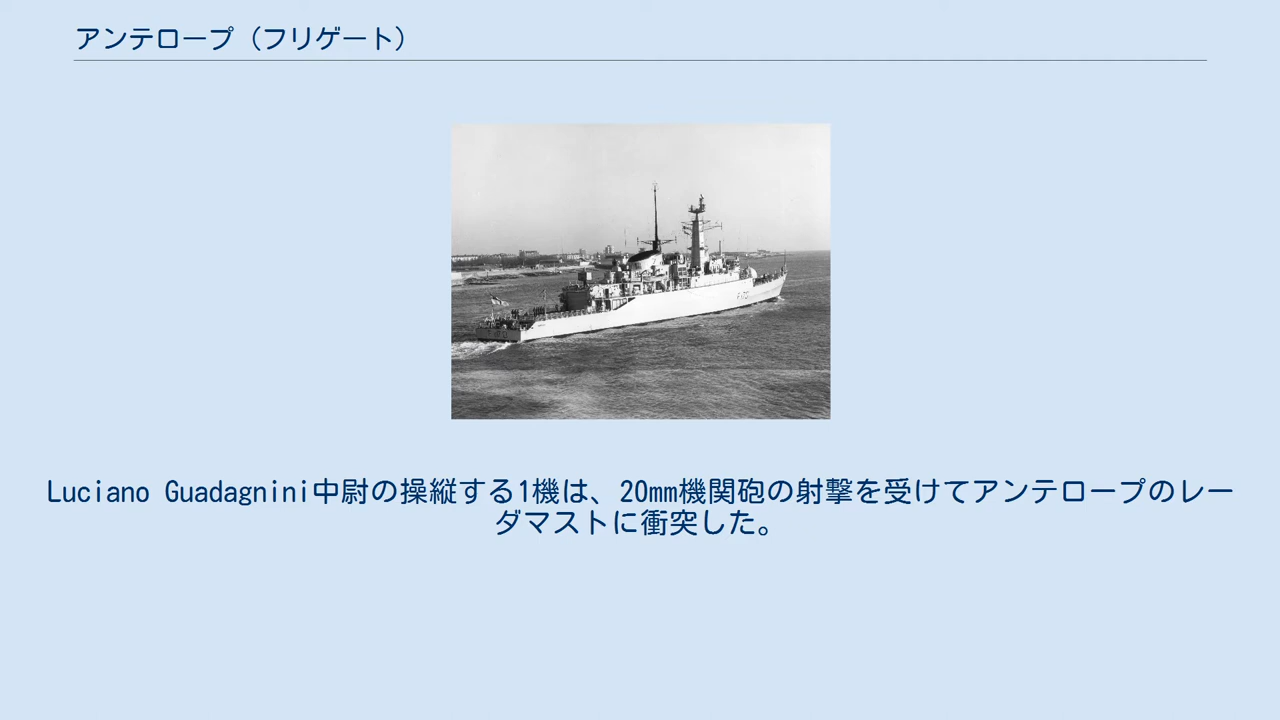 アンテロープ（フリゲート）
Luciano Guadagnini中尉の操縦する1機は、20mm機関砲の射撃を受けてアンテロープのレー
ダマストに衝突した。